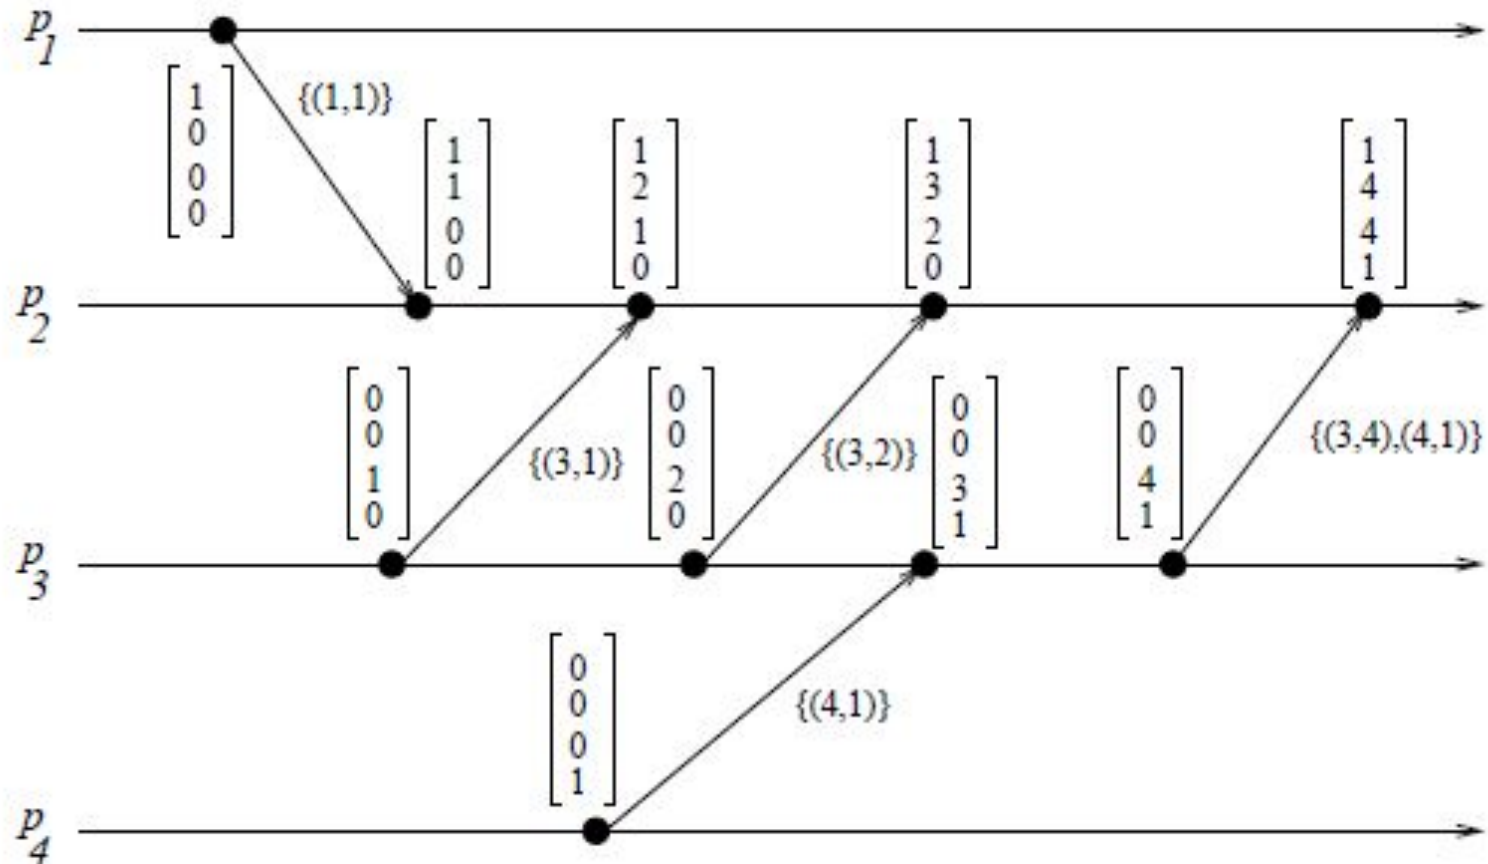 p1
[1 0 0 0]
{(1,1)}
[1 1 0 0]
[1 2 1 0]
[1 3 2 0]
[1 4 4 1]
p2
[0 0 1 0]
{(3,1)}
[0 0 2 0]
{(3,2)}
[0 0 3 1]
[0 0 4 1]
{(3,4),(4,1)}
p3
[0 0 0 1]
{(4,1)}
p4